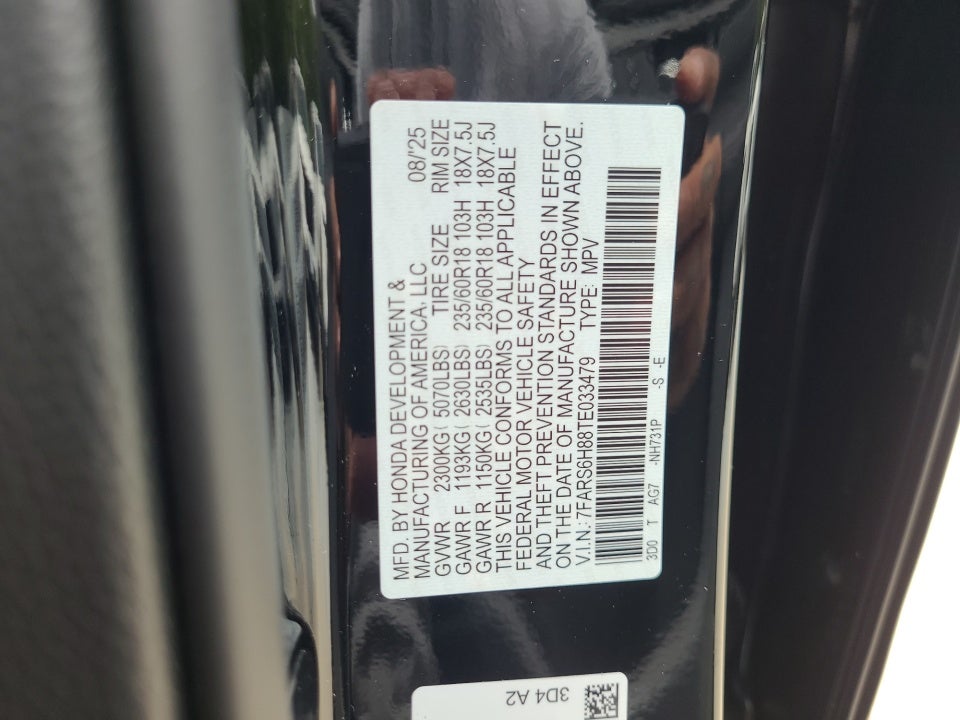 MFD. BY HONDA DEVELOPMENT &
MANUFACTURING OF AMERICA, LLC 08/'25
GVWR 2300KG ( 5070LBS) TIRE SIZE RIM SIZE
GAWR F 1193KG ( 2630LBS) 235/60R18 103H 18X7.5J
GAWR R 1150KG ( 2535LBS) 235/60R18 103H 18X7.5J
THIS VEHICLE CONFORMS TO ALL APPLICABLE
FEDERAL MOTOR VEHICLE SAFETY
AND THEFT PREVENTION STANDARDS IN EFFECT
ON THE DATE OF MANUFACTURE SHOWN ABOVE.
V.I.N.: 7FARS6H88TE033479 TYPE: MPV
3D0 T AG7 -NH731P -S -E
3D4 A2